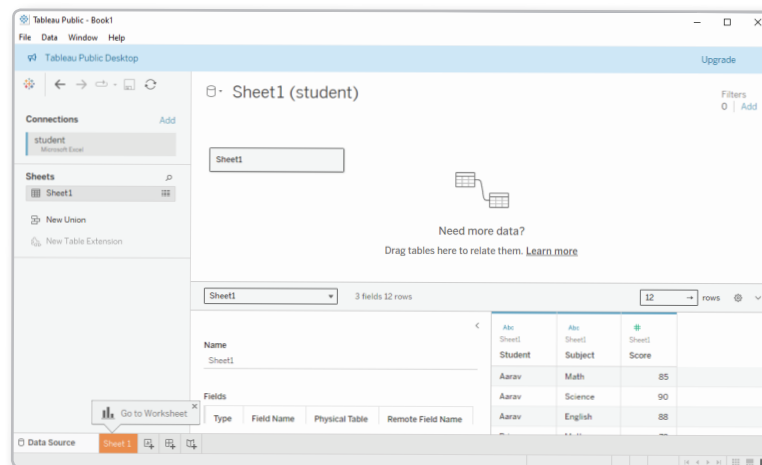 Tableau Public - Book1
File Data Window Help
Tableau Public Desktop
Upgrade
Sheet1 (student)
Filters
0 | Add
Connections
Add
student
Microsoft Excel
Sheet1
Sheets
Sheet1
New Union
New Table Extension
Need more data?
Drag tables here to relate them. Learn more
Sheet1
3 fields 12 rows
12
rows
Name
Sheet1
Fields
Type Field Name Physical Table Remote Field Name
Abc Abc #
Sheet1 Sheet1 Sheet1
Student Subject Score
Aarav Math 85
Aarav Science 90
Aarav English 88
Go to Worksheet
Data Source
Sheet 1